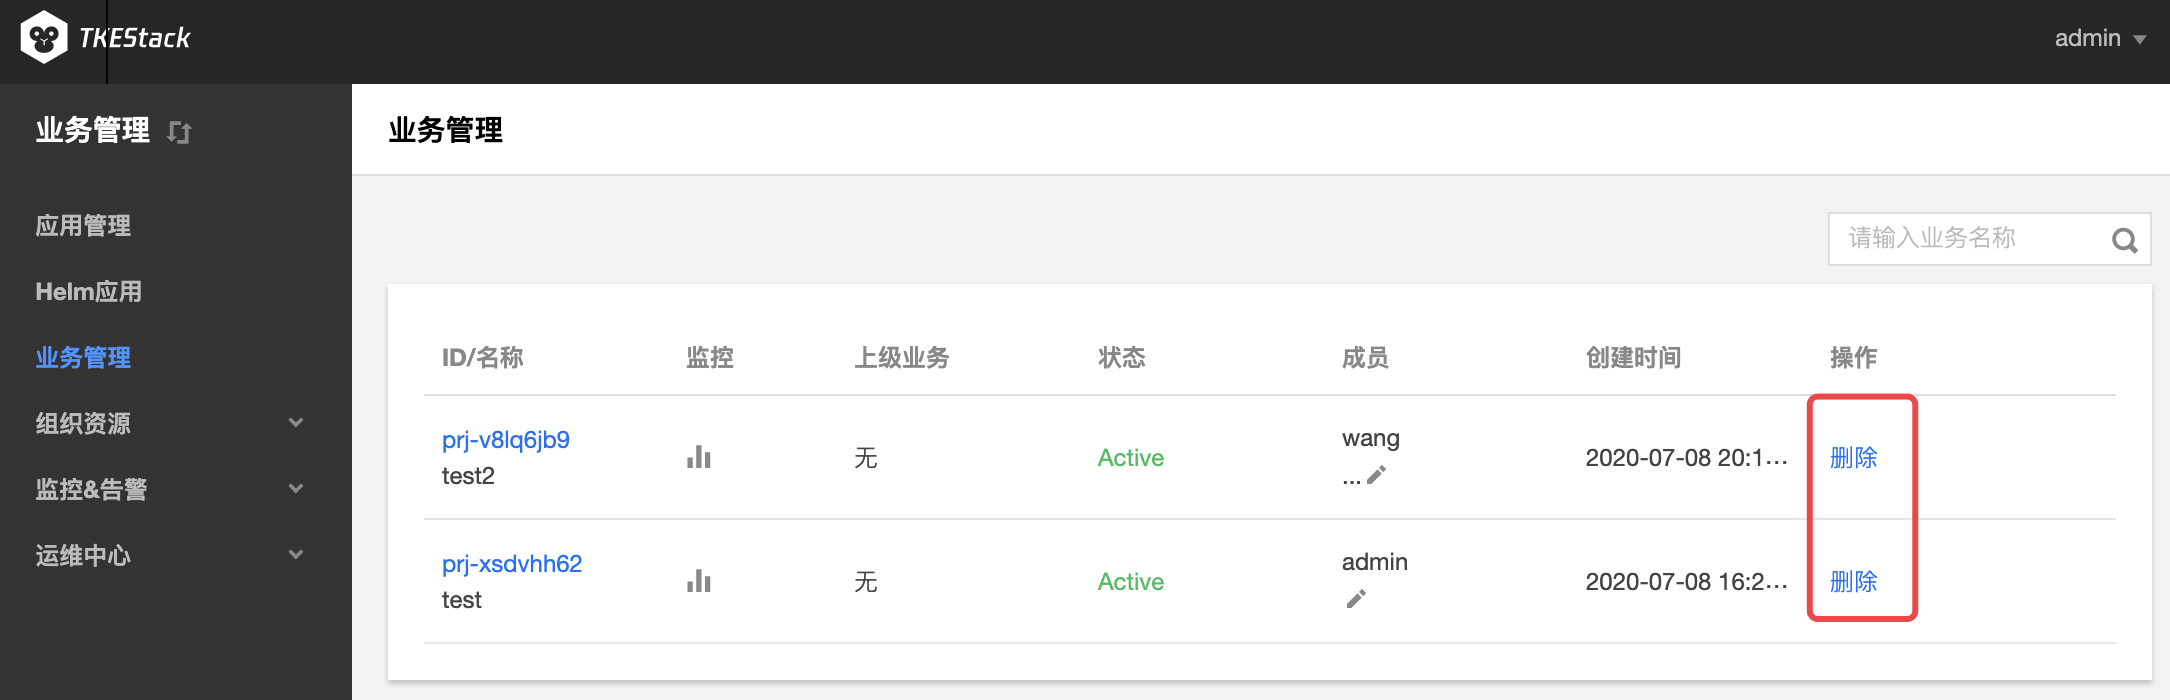 TKEStack
admin
业务管理
业务管理
应用管理
Helm应用
业务管理
组织资源
监控&告警
运维中心
请输入业务名称
ID/名称 监控 上级业务 状态 成员 创建时间 操作
prj-v8lq6jb9
test2
无 Active
wang
...
2020-07-08 20:1...
删除
prj-xsdvhh62
test
无 Active
admin
2020-07-08 16:2...
删除